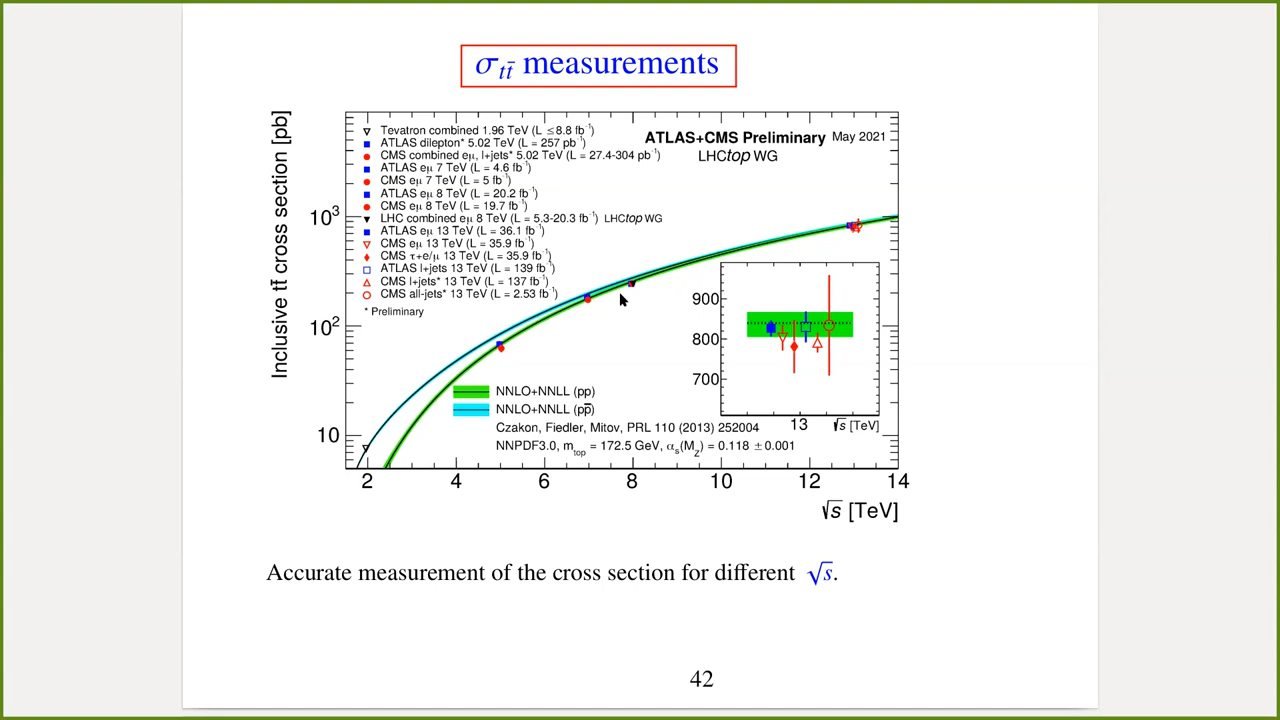 σtt̄ measurements
Inclusive tt̄ cross section [pb]
Tevatron combined 1.96 TeV (L ≤ 8.8 fb⁻¹)
ATLAS dilepton* 5.02 TeV (L = 257 pb⁻¹)
CMS combined eμ, l+jets* 5.02 TeV (L = 27.4-304 pb⁻¹)
ATLAS eμ 7 TeV (L = 4.6 fb⁻¹)
CMS eμ 7 TeV (L = 5 fb⁻¹)
ATLAS eμ 8 TeV (L = 20.2 fb⁻¹)
CMS eμ 8 TeV (L = 19.7 fb⁻¹)
LHC combined eμ 8 TeV (L = 5.3-20.3 fb⁻¹) LHCtop WG
ATLAS eμ 13 TeV (L = 36.1 fb⁻¹)
CMS eμ 13 TeV (L = 35.9 fb⁻¹)
CMS τ+e/μ 13 TeV (L = 35.9 fb⁻¹)
ATLAS l+jets 13 TeV (L = 139 fb⁻¹)
CMS l+jets* 13 TeV (L = 137 fb⁻¹)
CMS all-jets* 13 TeV (L = 2.53 fb⁻¹)
* Preliminary
ATLAS+CMS Preliminary May 2021
LHCtop WG
10³
10²
10
900
800
700
13 √s [TeV]
NNLO+NNLL (pp)
NNLO+NNLL (pp̄)
Czakon, Fiedler, Mitov, PRL 110 (2013) 252004
NNPDF3.0, m_top = 172.5 GeV, α_s(M_Z) = 0.118 ± 0.001
2 4 6 8 10 12 14
√s [TeV]
Accurate measurement of the cross section for different √s.
42